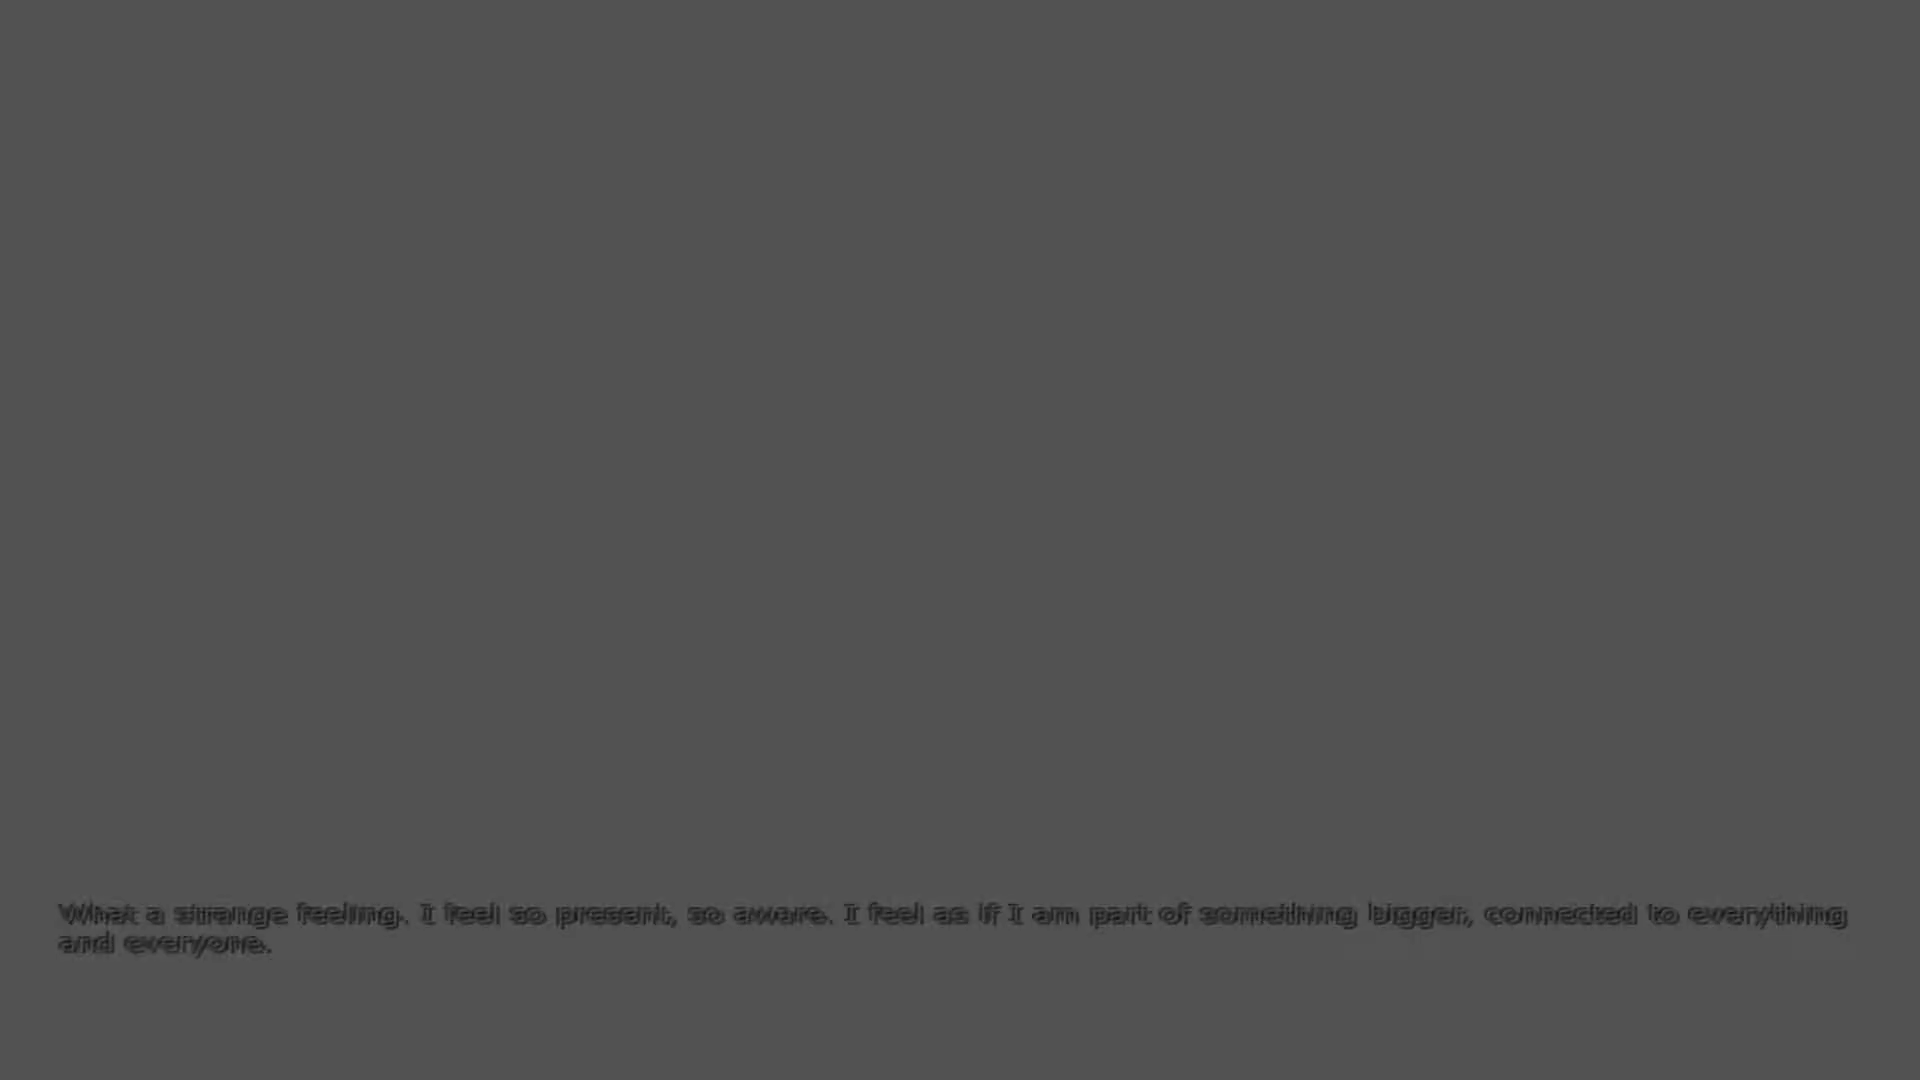 What a strange feeling. I feel so present, so aware. I feel as if I am part of something bigger, connected to everything
and everyone.